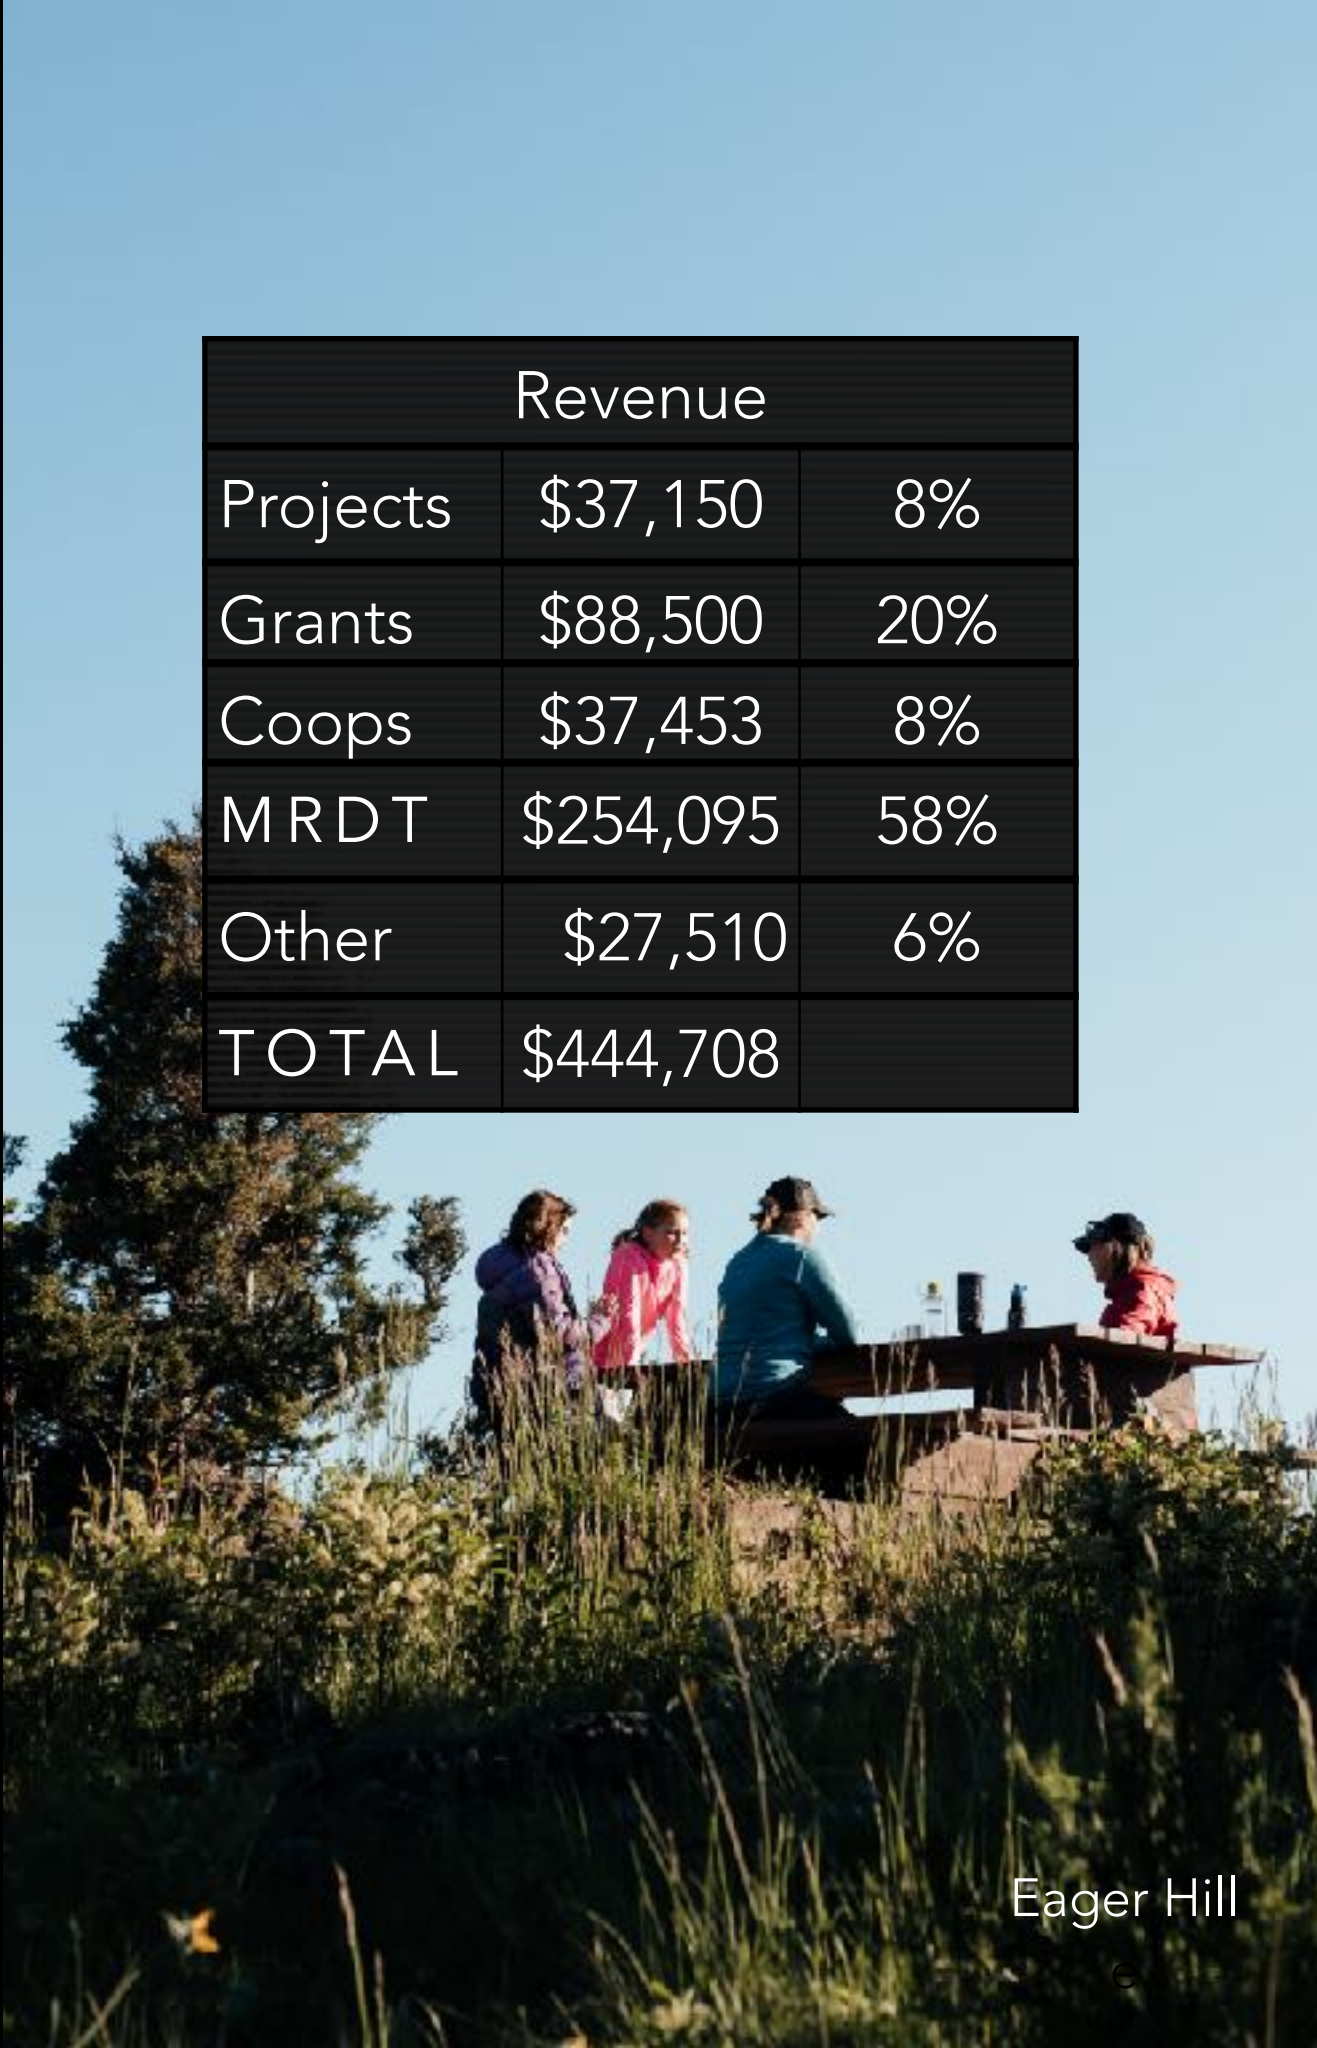 Revenue
Projects $37,150 8%
Grants $88,500 20%
Coops $37,453 8%
MRDT $254,095 58%
Other $27,510 6%
TOTAL $444,708
Eager Hill
e